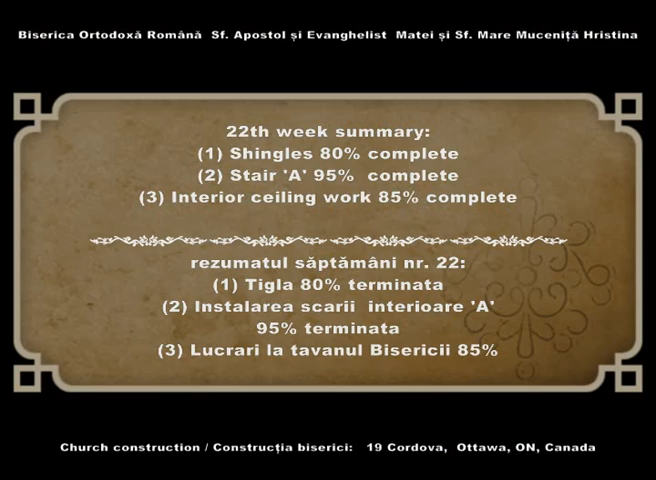 Biserica Ortodoxă Română Sf. Apostol și Evanghelist Matei și Sf. Mare Muceniță Hristina
22th week summary:
(1) Shingles 80% complete
(2) Stair 'A' 95% complete
(3) Interior ceiling work 85% complete
rezumatul săptămâni nr. 22:
(1) Tigla 80% terminata
(2) Instalarea scarii interioare 'A'
95% terminata
(3) Lucrari la tavanul Bisericii 85%
Church construction / Construcția biserici: 19 Cordova, Ottawa, ON, Canada